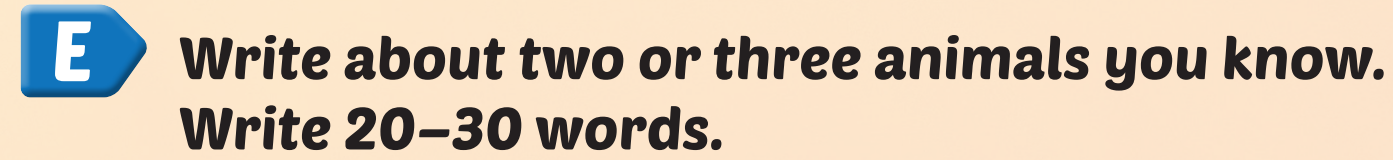 E Write about two or three animals you know.
Write 20–30 words.